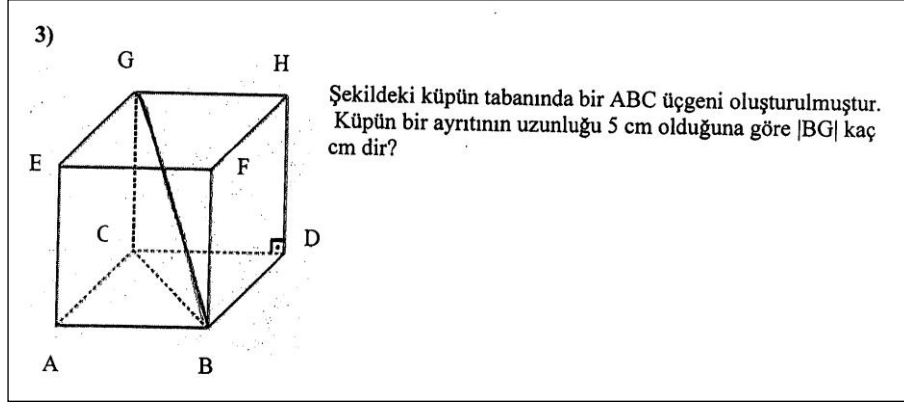 3)
G
H
Şekildeki küpün tabanında bir ABC üçgeni oluşturulmuştur.
Küpün bir ayrıtının uzunluğu 5 cm olduğuna göre |BG| kaç
cm dir?
E
F
C
D
A
B